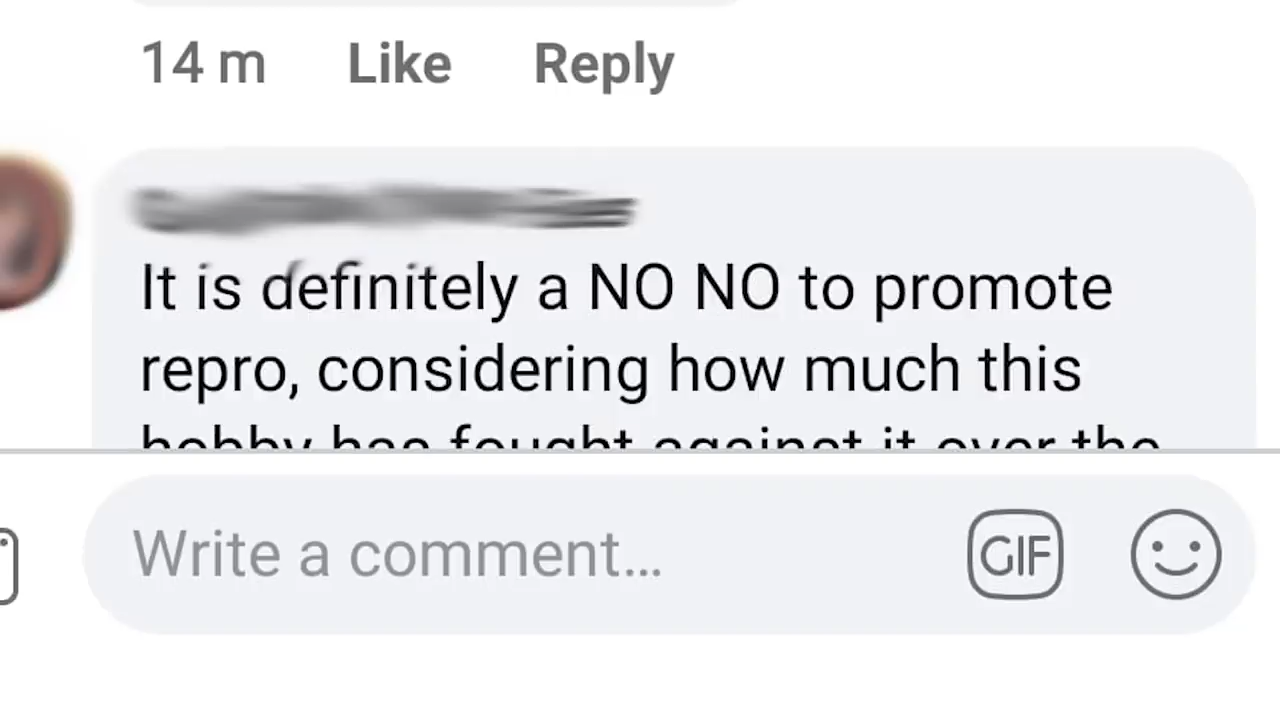 14 m Like Reply
It is definitely a NO NO to promote
repro, considering how much this
hobby has fought against it over the
Write a comment...
GIF